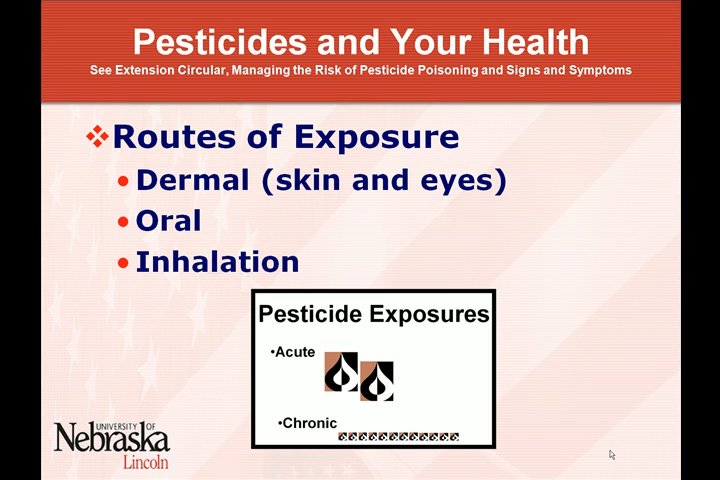 Pesticides and Your Health
See Extension Circular, Managing the Risk of Pesticide Poisoning and Signs and Symptoms
❖Routes of Exposure
•Dermal (skin and eyes)
•Oral
•Inhalation
Pesticide Exposures
•Acute
•Chronic
UNIVERSITY OF
Nebraska
Lincoln